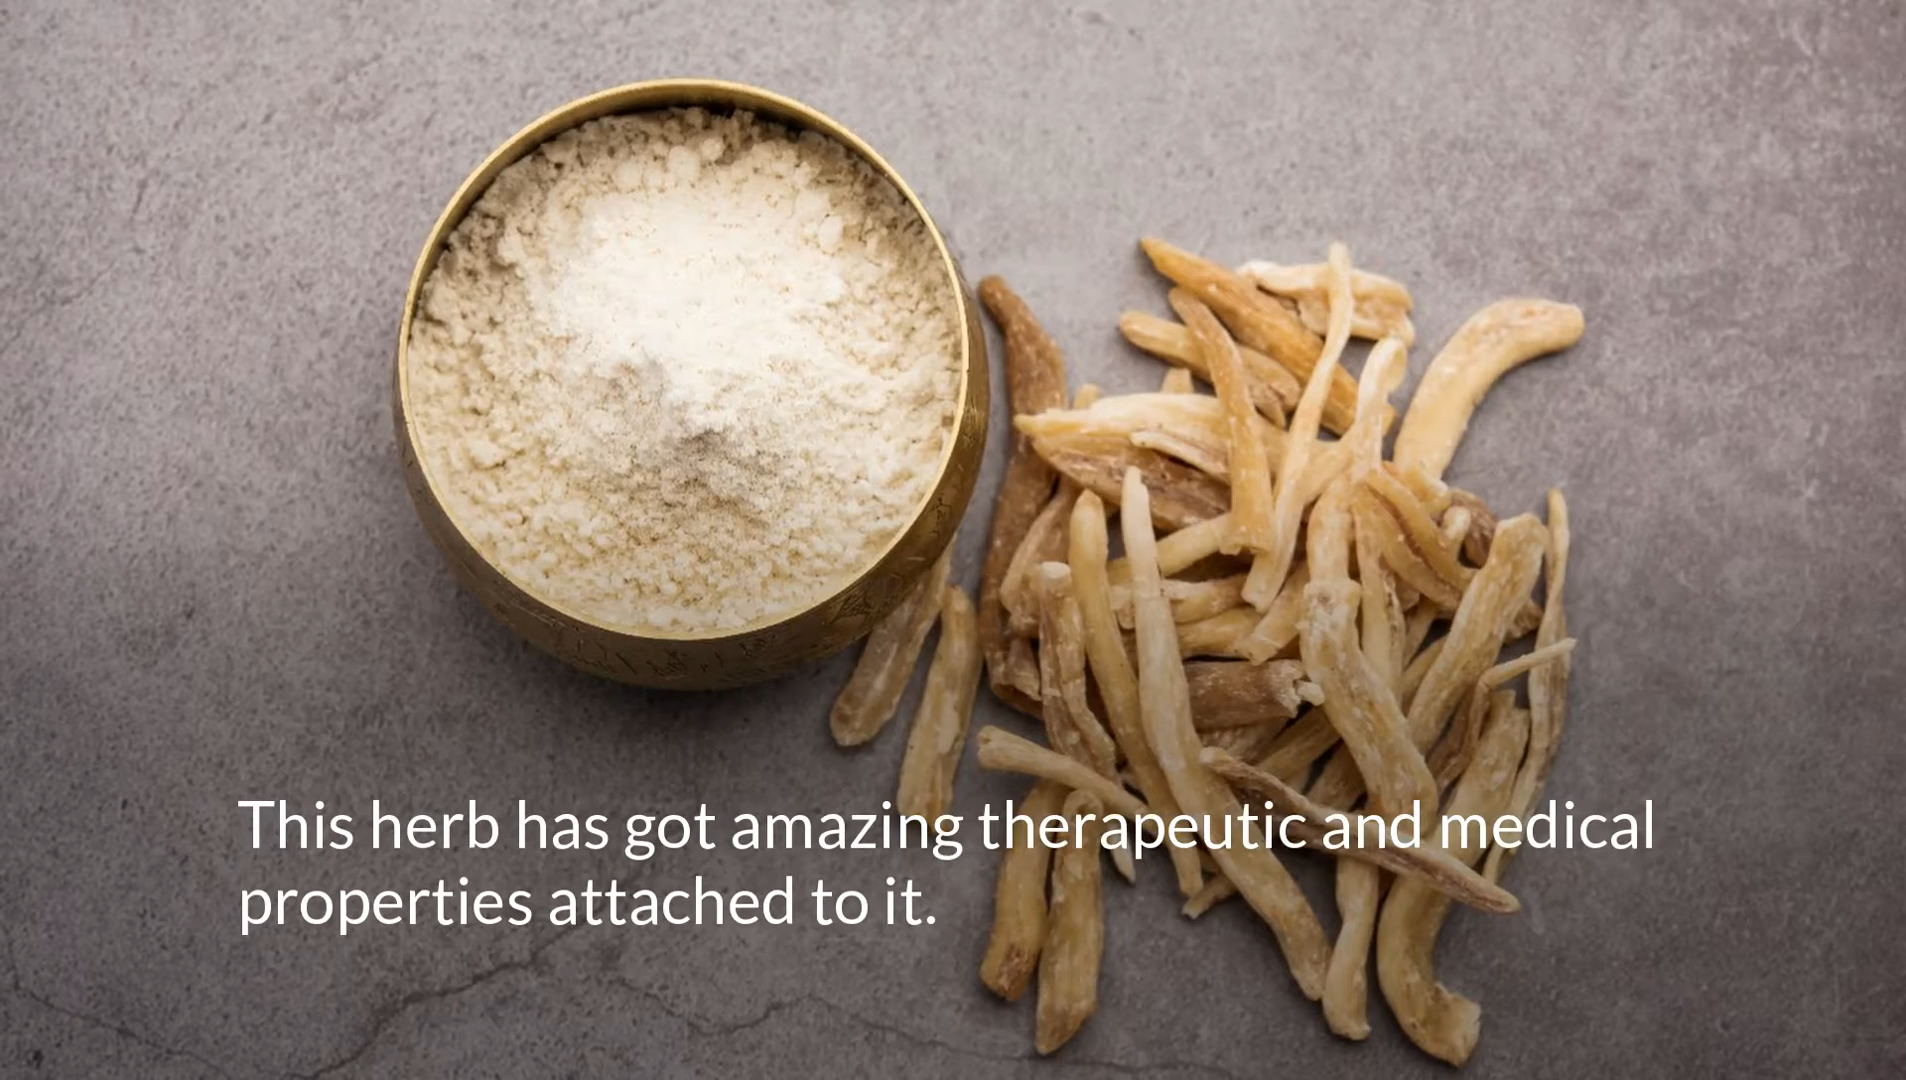 This herb has got amazing therapeutic and medical
properties attached to it.